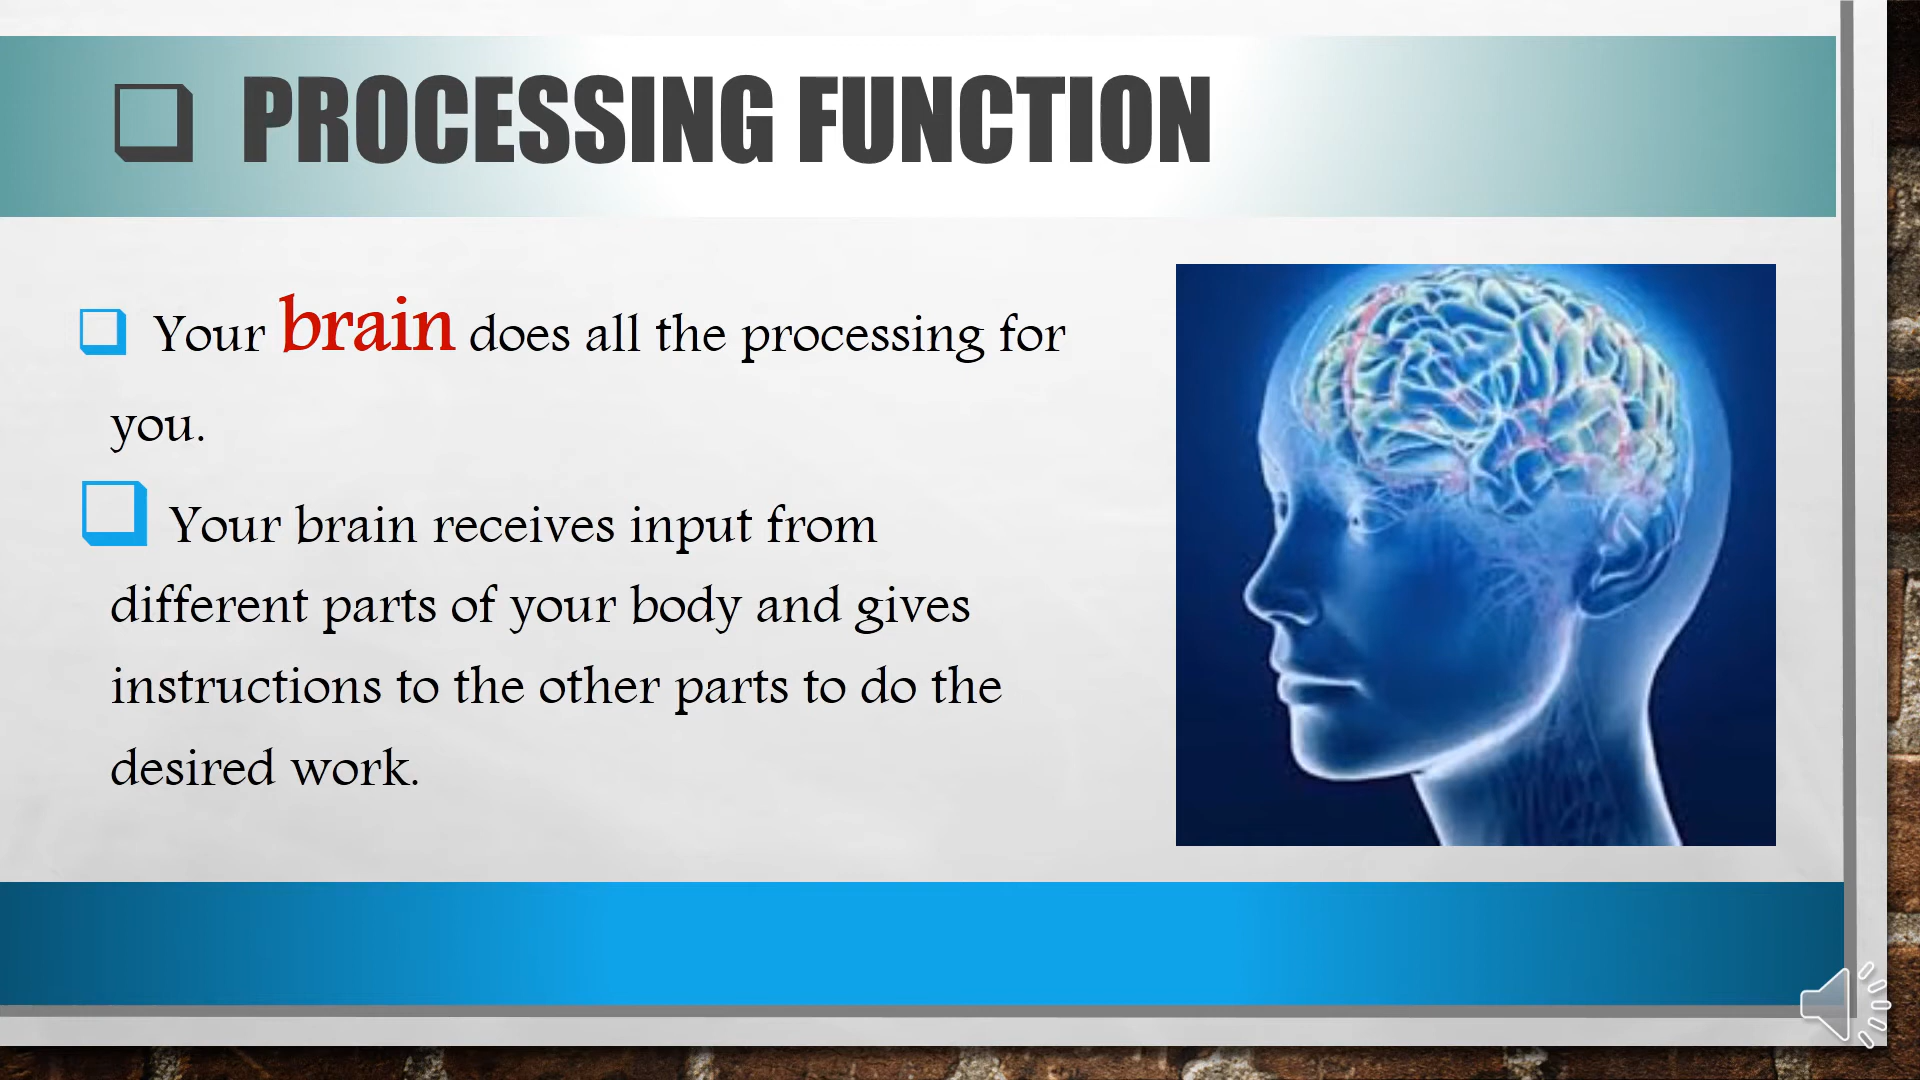 PROCESSING FUNCTION
Your brain does all the processing for
you.
Your brain receives input from
different parts of your body and gives
instructions to the other parts to do the
desired work.